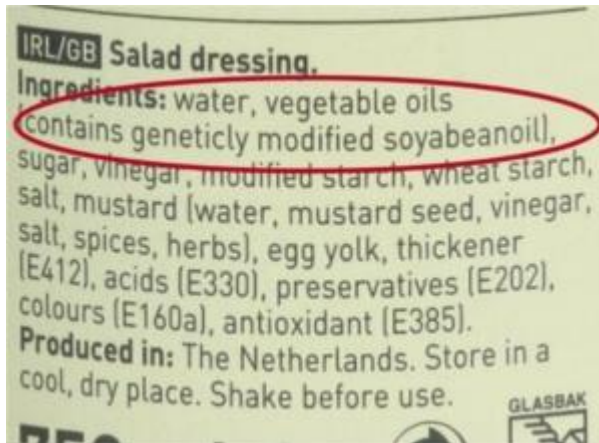 IRL/GB Salad dressing.
Ingredients: water, vegetable oils
(contains geneticly modified soyabeanoil),
sugar, vinegar, modified starch, wheat starch,
salt, mustard (water, mustard seed, vinegar,
salt, spices, herbs), egg yolk, thickener
(E412), acids (E330), preservatives (E202),
colours (E160a), antioxidant (E385).
Produced in: The Netherlands. Store in a
cool, dry place. Shake before use.
GLASBAK